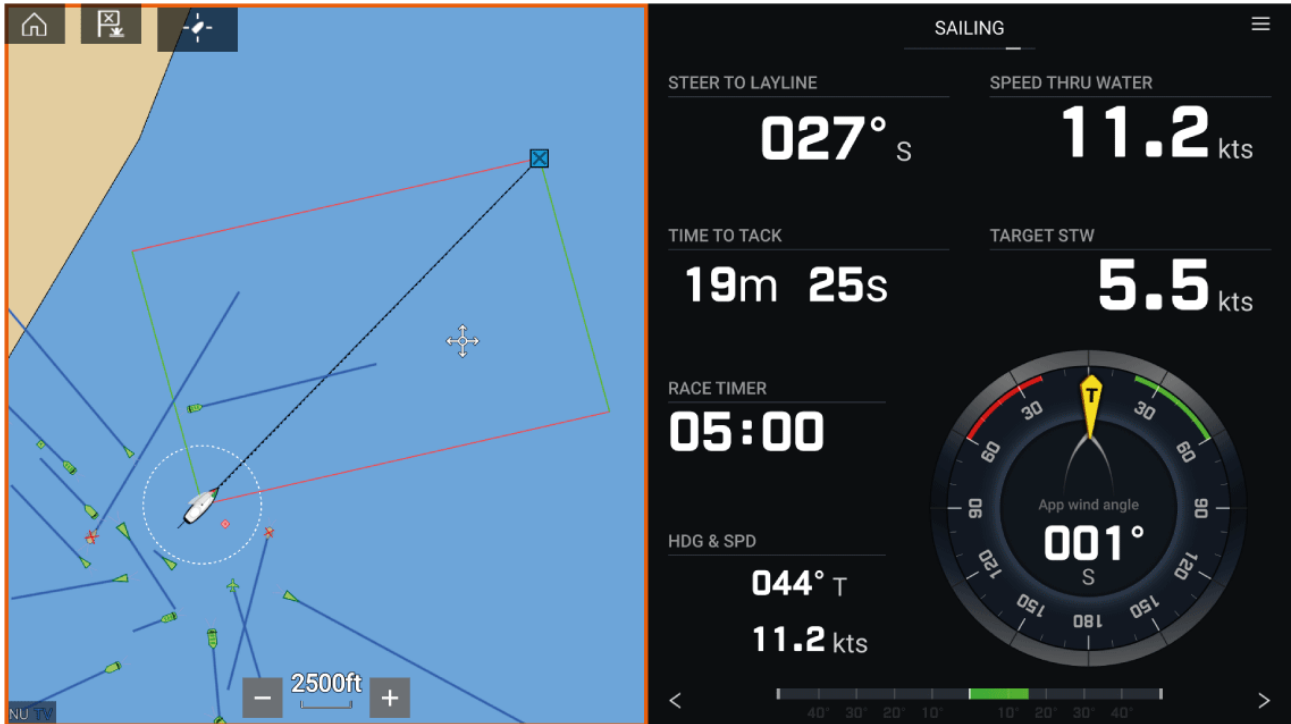 SAILING
STEER TO LAYLINE
027° S
SPEED THRU WATER
11.2 kts
TIME TO TACK
19m 25s
TARGET STW
5.5 kts
RACE TIMER
05:00
HDG & SPD
044° T
11.2 kts
T
30 30
60 60
90 90
120 120
150 150
180
App wind angle
001°
S
40° 30° 20° 10° 10° 20° 30° 40°
2500ft
NU TV